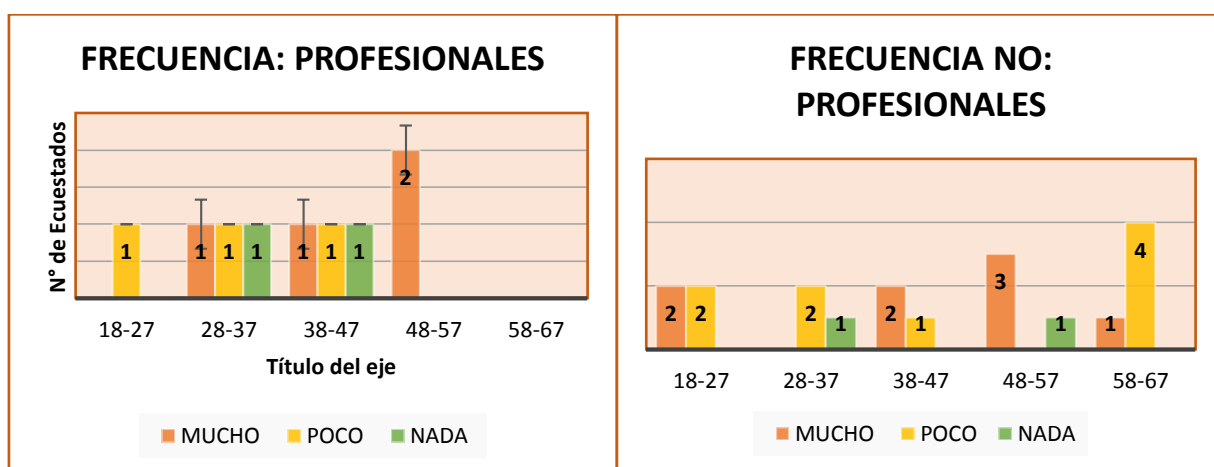 FRECUENCIA: PROFESIONALES
N° de Ecuestados
2
1 1 1 1 1 1 1
18-27 28-37 38-47 48-57 58-67
Título del eje
MUCHO POCO NADA
FRECUENCIA NO:
PROFESIONALES
4
3
2 2 2 2
1 1 1 1
18-27 28-37 38-47 48-57 58-67
MUCHO POCO NADA